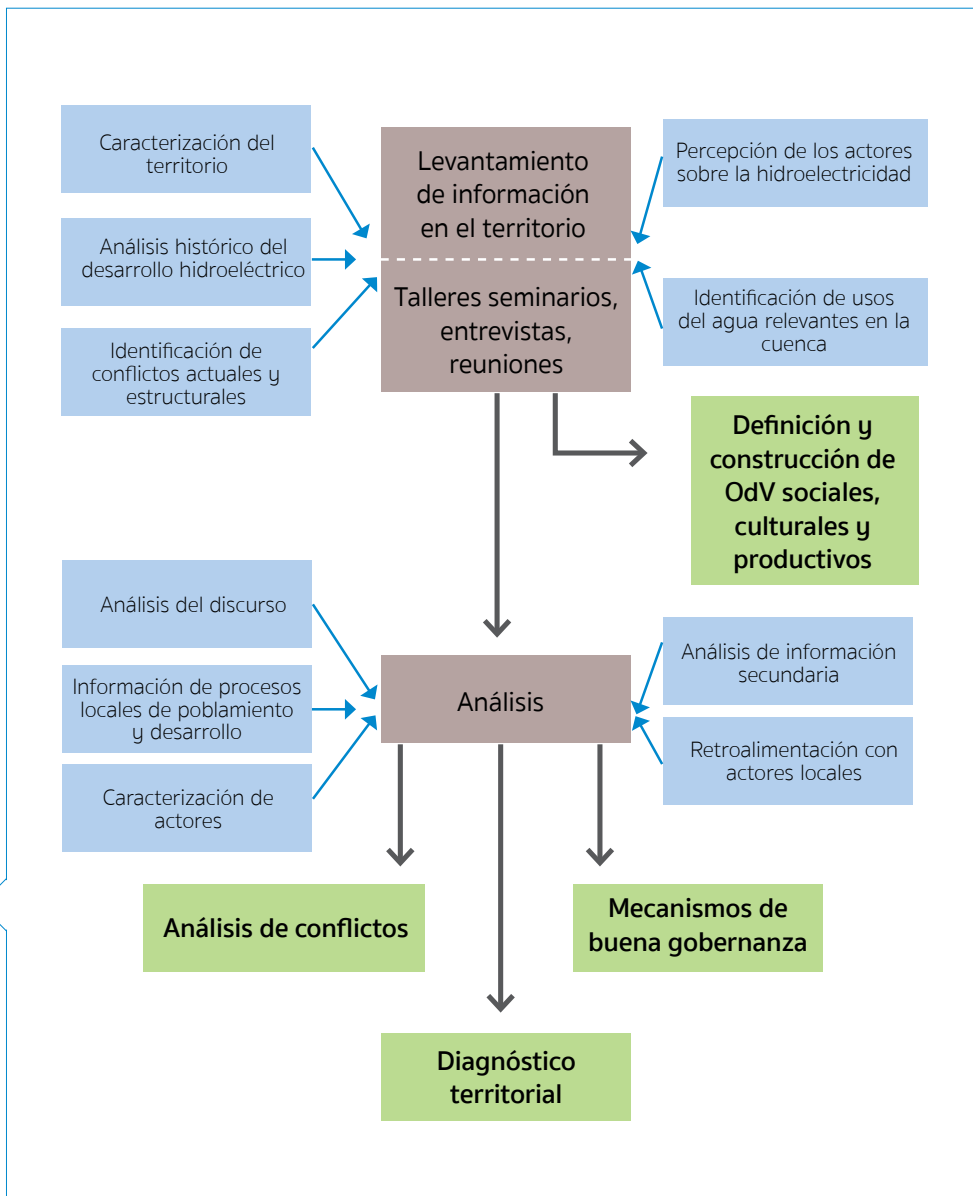 Caracterización del
territorio
Análisis histórico del
desarrollo hidroeléctrico
Identificación de
conflictos actuales y
estructurales
Levantamiento
de información
en el territorio
Talleres seminarios,
entrevistas,
reuniones
Percepción de los actores
sobre la hidroelectricidad
Identificación de usos
del agua relevantes en la
cuenca
Definición y
construcción de
OdV sociales,
culturales y
productivos
Análisis del discurso
Información de procesos
locales de poblamiento
y desarrollo
Caracterización de
actores
Análisis
Análisis de información
secundaria
Retroalimentación con
actores locales
Análisis de conflictos
Mecanismos de
buena gobernanza
Diagnóstico
territorial